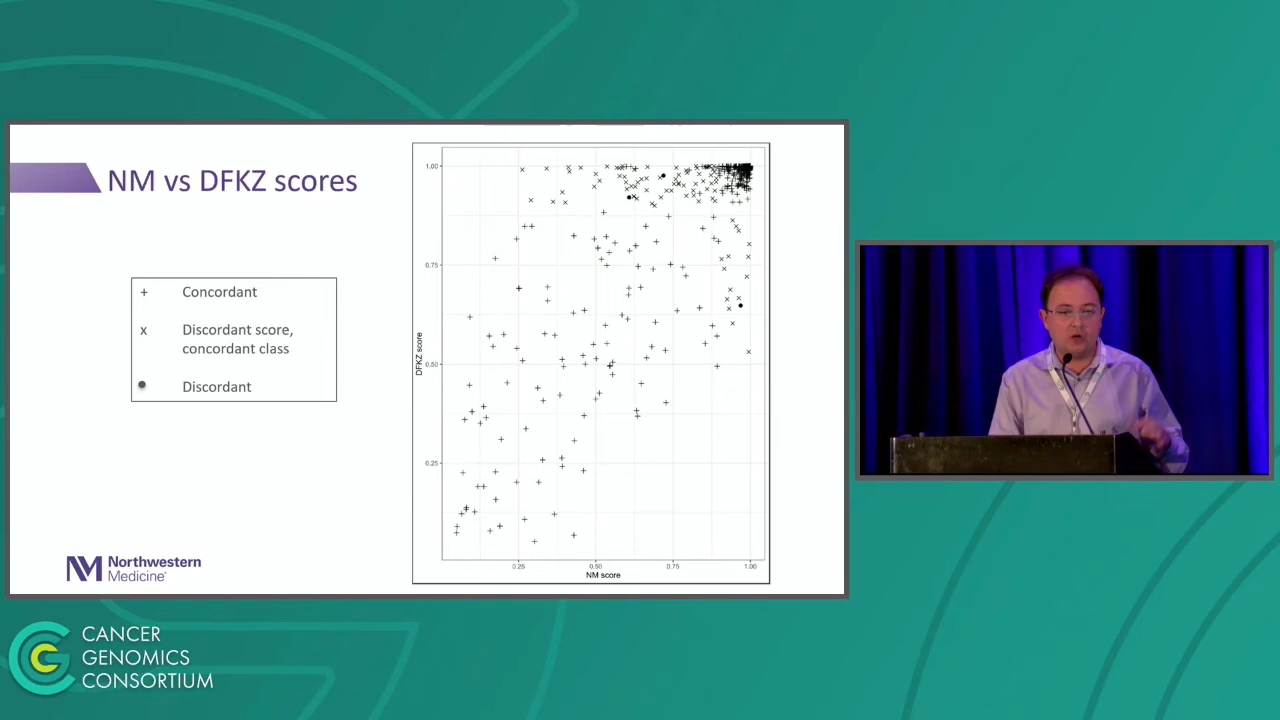 NM vs DFKZ scores
+ Concordant
x Discordant score,
concordant class
Discordant
DFKZ score
1.00
0.75
0.50
0.25
0.25 0.50 0.75 1.00
NM score
NM Northwestern
Medicine
CANCER
GENOMICS
CONSORTIUM